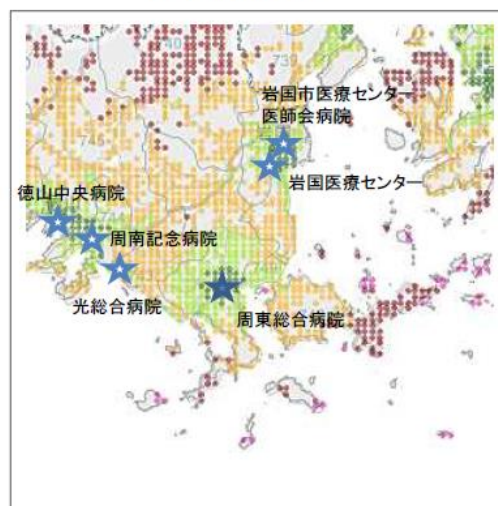 岩国市医療センター
医師会病院
岩国医療センター
徳山中央病院
周南記念病院
光総合病院
周東総合病院